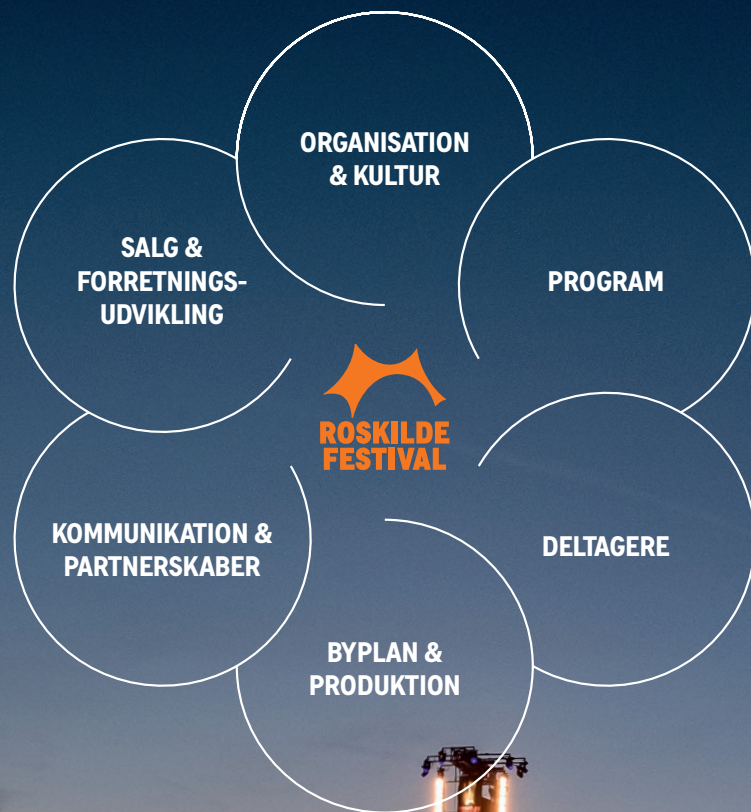 ORGANISATION
& KULTUR
SALG &
FORRETNINGS-
UDVIKLING
PROGRAM
ROSKILDE
FESTIVAL
KOMMUNIKATION &
PARTNERSKABER
DELTAGERE
BYPLAN &
PRODUKTION